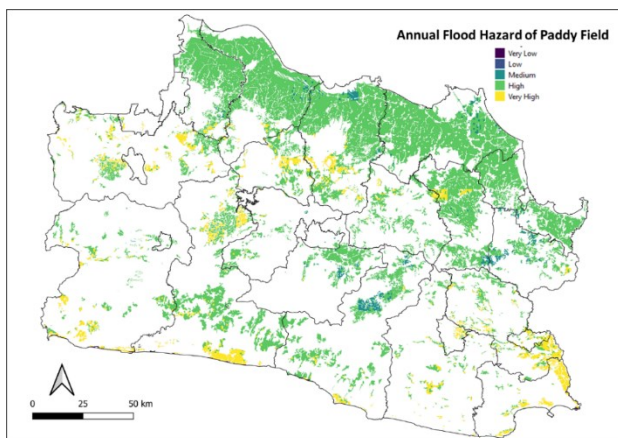 Annual Flood Hazard of Paddy Field
Very Low
Low
Medium
High
Very High
0 25 50 km